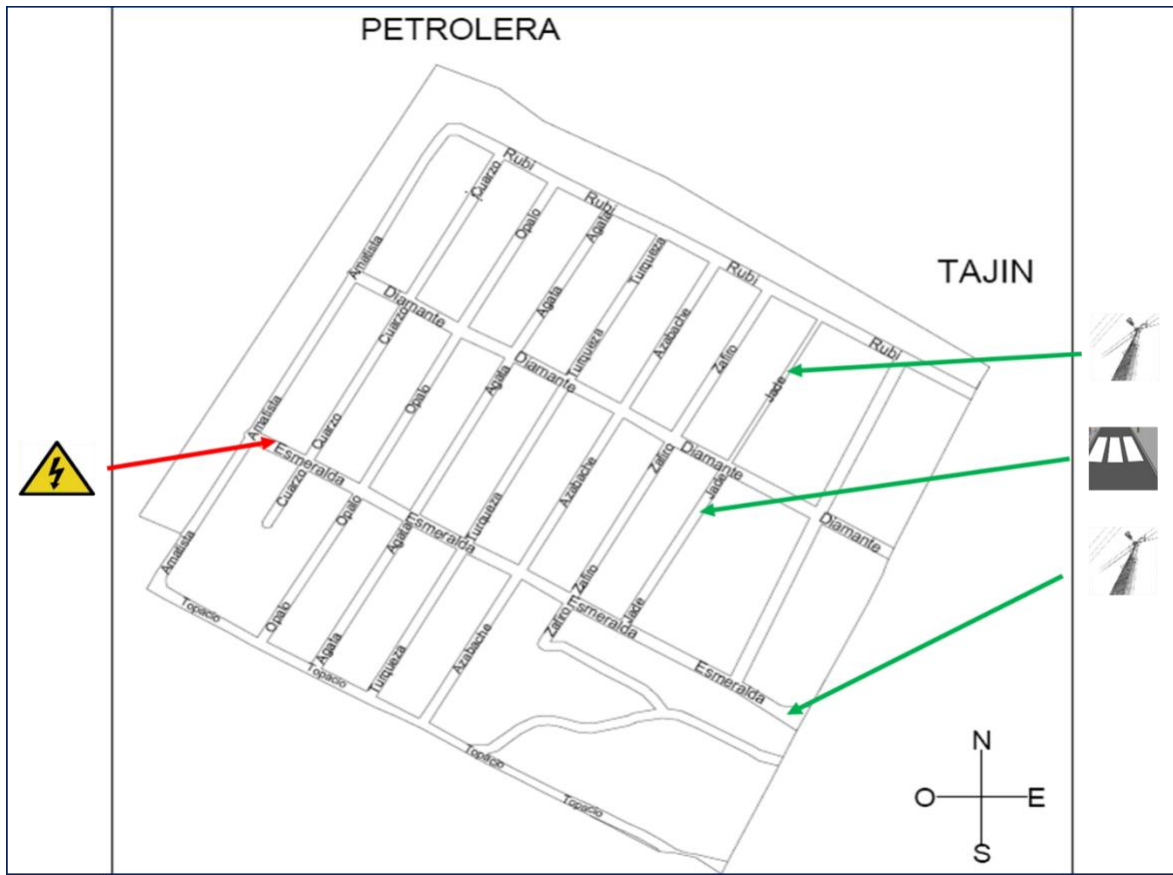 PETROLERA
TAJIN
Rubi
Rubi
Rubi
Rubi
Cuarzo
Opalo
Agata
Turqueza
Amatista
Agata
Azabache
Zafiro
Jade
Diamante
Cuarzo
Turqueza
Diamante
Agata
Opalo
Amatista
Cuarzo
Esmeralda
Cuarzo
Opalo
Turqueza
Azabache
Zafiro
Diamante
Jade
Diamante
Agata
Esmeralda
Amatista
Topacio
Opalo
Agata
Topacio
Turqueza
Azabache
Zafiro
Zafiro
Esmeralda
Jade
Esmeralda
Topacio
Topacio
N
O
E
S